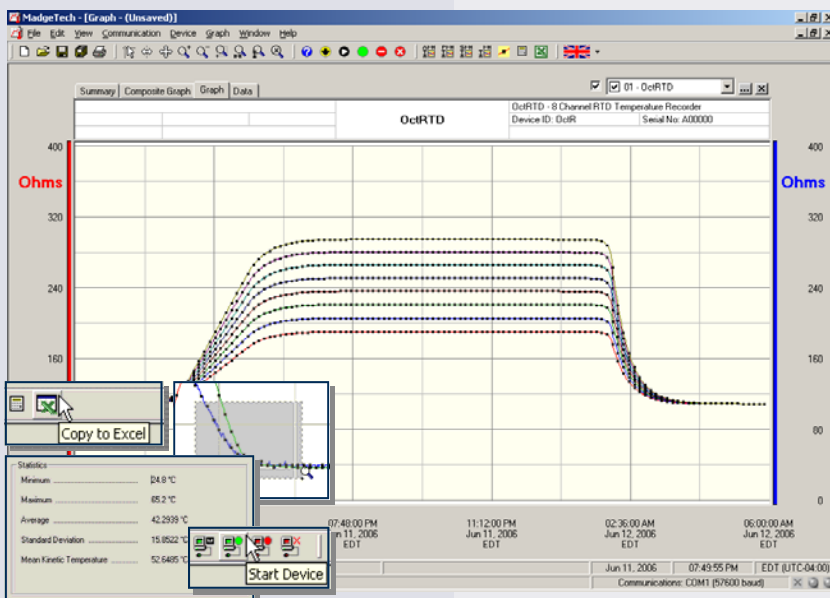 MadgeTech - [Graph - (Unsaved)]
File Edit View Communication Device Graph Window Help
Summary Composite Graph Graph Data
01 - OctRTD
OctRTD
OctRTD - 8 Channel RTD Temperature Recorder
Device ID: OctR Serial No: A00000
400 400
Ohms Ohms
320 320
240 240
160 160
Copy to Excel
80
0
Statistics
Minimum 24.8 °C
Maximum 65.2 °C
Average 42.2939 °C
Standard Deviation 15.8522 °C
Mean Kinetic Temperature 52.6485 °C
Start Device
07:48:00 PM 11:12:00 PM 02:36:00 AM 06:00:00 AM
n 11, 2006 Jun 11, 2006 Jun 12, 2006 Jun 12, 2006
EDT EDT EDT EDT
Jun 11, 2006 07:49:55 PM EDT (UTC-04:00)
Communications: COM1 (57600 baud)